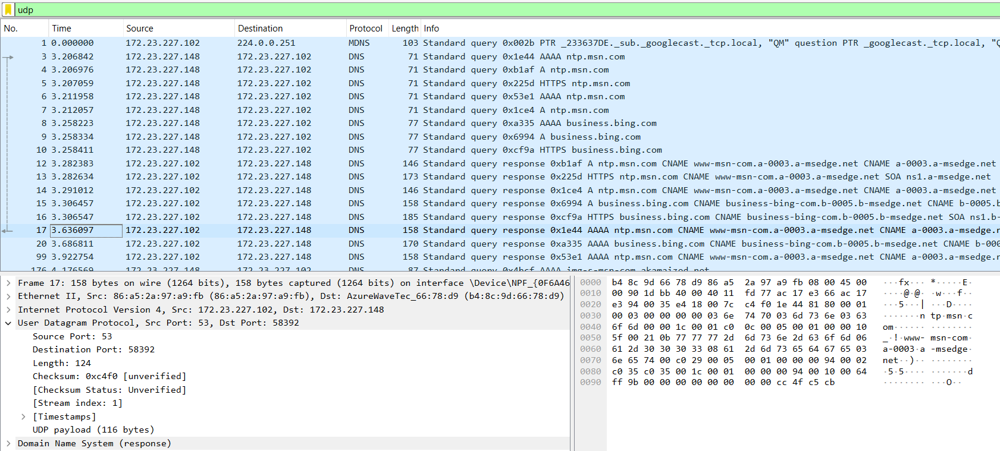 udp
No. Time Source Destination Protocol Length Info
1 0.000000 172.23.227.102 224.0.0.251 MDNS 103 Standard query 0x002b PTR _233637DE._sub._googlecast._tcp.local, "QM" question PTR _googlecast._tcp.local,
3 3.206842 172.23.227.148 172.23.227.102 DNS 71 Standard query 0x1e44 AAAA ntp.msn.com
4 3.206976 172.23.227.148 172.23.227.102 DNS 71 Standard query 0xb1af A ntp.msn.com
5 3.207059 172.23.227.148 172.23.227.102 DNS 71 Standard query 0x225d HTTPS ntp.msn.com
6 3.211958 172.23.227.148 172.23.227.102 DNS 71 Standard query 0x53e1 AAAA ntp.msn.com
7 3.212057 172.23.227.148 172.23.227.102 DNS 71 Standard query 0x1ce4 A ntp.msn.com
8 3.258223 172.23.227.148 172.23.227.102 DNS 77 Standard query 0xa335 AAAA business.bing.com
9 3.258334 172.23.227.148 172.23.227.102 DNS 77 Standard query 0x6994 A business.bing.com
10 3.258411 172.23.227.148 172.23.227.102 DNS 77 Standard query 0xcf9a HTTPS business.bing.com
12 3.282383 172.23.227.102 172.23.227.148 DNS 146 Standard query response 0xb1af A ntp.msn.com CNAME www-msn-com.a-0003.a-msedge.net CNAME a-0003.a-msedge.net
13 3.282634 172.23.227.102 172.23.227.148 DNS 173 Standard query response 0x225d HTTPS ntp.msn.com CNAME www-msn-com.a-0003.a-msedge.net SOA ns1.a-msedge.net
14 3.291012 172.23.227.102 172.23.227.148 DNS 146 Standard query response 0x1ce4 A ntp.msn.com CNAME www-msn-com.a-0003.a-msedge.net CNAME a-0003.a-msedge.net
15 3.306457 172.23.227.102 172.23.227.148 DNS 158 Standard query response 0x6994 A business.bing.com CNAME business-bing-com.b-0005.b-msedge.net CNAME b-0005.b
16 3.306547 172.23.227.102 172.23.227.148 DNS 185 Standard query response 0xcf9a HTTPS business.bing.com CNAME business-bing-com.b-0005.b-msedge.net SOA ns1.b-
17 3.636097 172.23.227.102 172.23.227.148 DNS 158 Standard query response 0x1e44 AAAA ntp.msn.com CNAME www-msn-com.a-0003.a-msedge.net CNAME a-0003.a-msedge.n
20 3.686811 172.23.227.102 172.23.227.148 DNS 170 Standard query response 0xa335 AAAA business.bing.com CNAME business-bing-com.b-0005.b-msedge.net CNAME b-000
99 3.922754 172.23.227.102 172.23.227.148 DNS 158 Standard query response 0x53e1 AAAA ntp.msn.com CNAME www-msn-com.a-0003.a-msedge.net CNAME a-0003.a-msedge.n
176 4.176569 172.23.227.148 172.23.227.102 DNS 87 Standard query 0x4bcf AAAA img-s-msn-com.akamaized.net
Frame 17: 158 bytes on wire (1264 bits), 158 bytes captured (1264 bits) on interface \Device\NPF_{0F6A46
Ethernet II, Src: 86:a5:2a:97:a9:fb (86:a5:2a:97:a9:fb), Dst: AzureWaveTec_66:78:d9 (b4:8c:9d:66:78:d9)
Internet Protocol Version 4, Src: 172.23.227.102, Dst: 172.23.227.148
User Datagram Protocol, Src Port: 53, Dst Port: 58392
Source Port: 53
Destination Port: 58392
Length: 124
Checksum: 0xc4f0 [unverified]
[Checksum Status: Unverified]
[Stream index: 1]
[Timestamps]
UDP payload (116 bytes)
Domain Name System (response)
0000 b4 8c 9d 66 78 d9 86 a5 2a 97 a9 fb 08 00 45 00 ···fx··· *·····E·
0010 00 90 1d bb 40 00 40 11 fd 77 ac 17 e3 66 ac 17 ····@·@· ·w···f··
0020 e3 94 00 35 e4 18 00 7c c4 f0 1e 44 81 80 00 01 ···5···| ···D····
0030 00 03 00 00 00 00 03 6e 74 70 03 6d 73 6e 03 63 ·······n tp·msn·c
0040 6f 6d 00 00 1c 00 01 c0 0c 00 05 00 01 00 00 10 om······ ········
0050 5f 00 21 0b 77 77 77 2d 6d 73 6e 2d 63 6f 6d 06 _·!·www- msn-com·
0060 61 2d 30 30 30 33 08 61 2d 6d 73 65 64 67 65 03 a-0003·a -msedge·
0070 6e 65 74 00 c0 29 00 05 00 01 00 00 00 94 00 02 net··)·· ········
0080 c0 35 c0 35 00 1c 00 01 00 00 00 94 00 10 00 64 ·5·5···· ·······d
0090 ff 9b 00 00 00 00 00 00 00 00 cc 4f c5 cb ········ ···O··